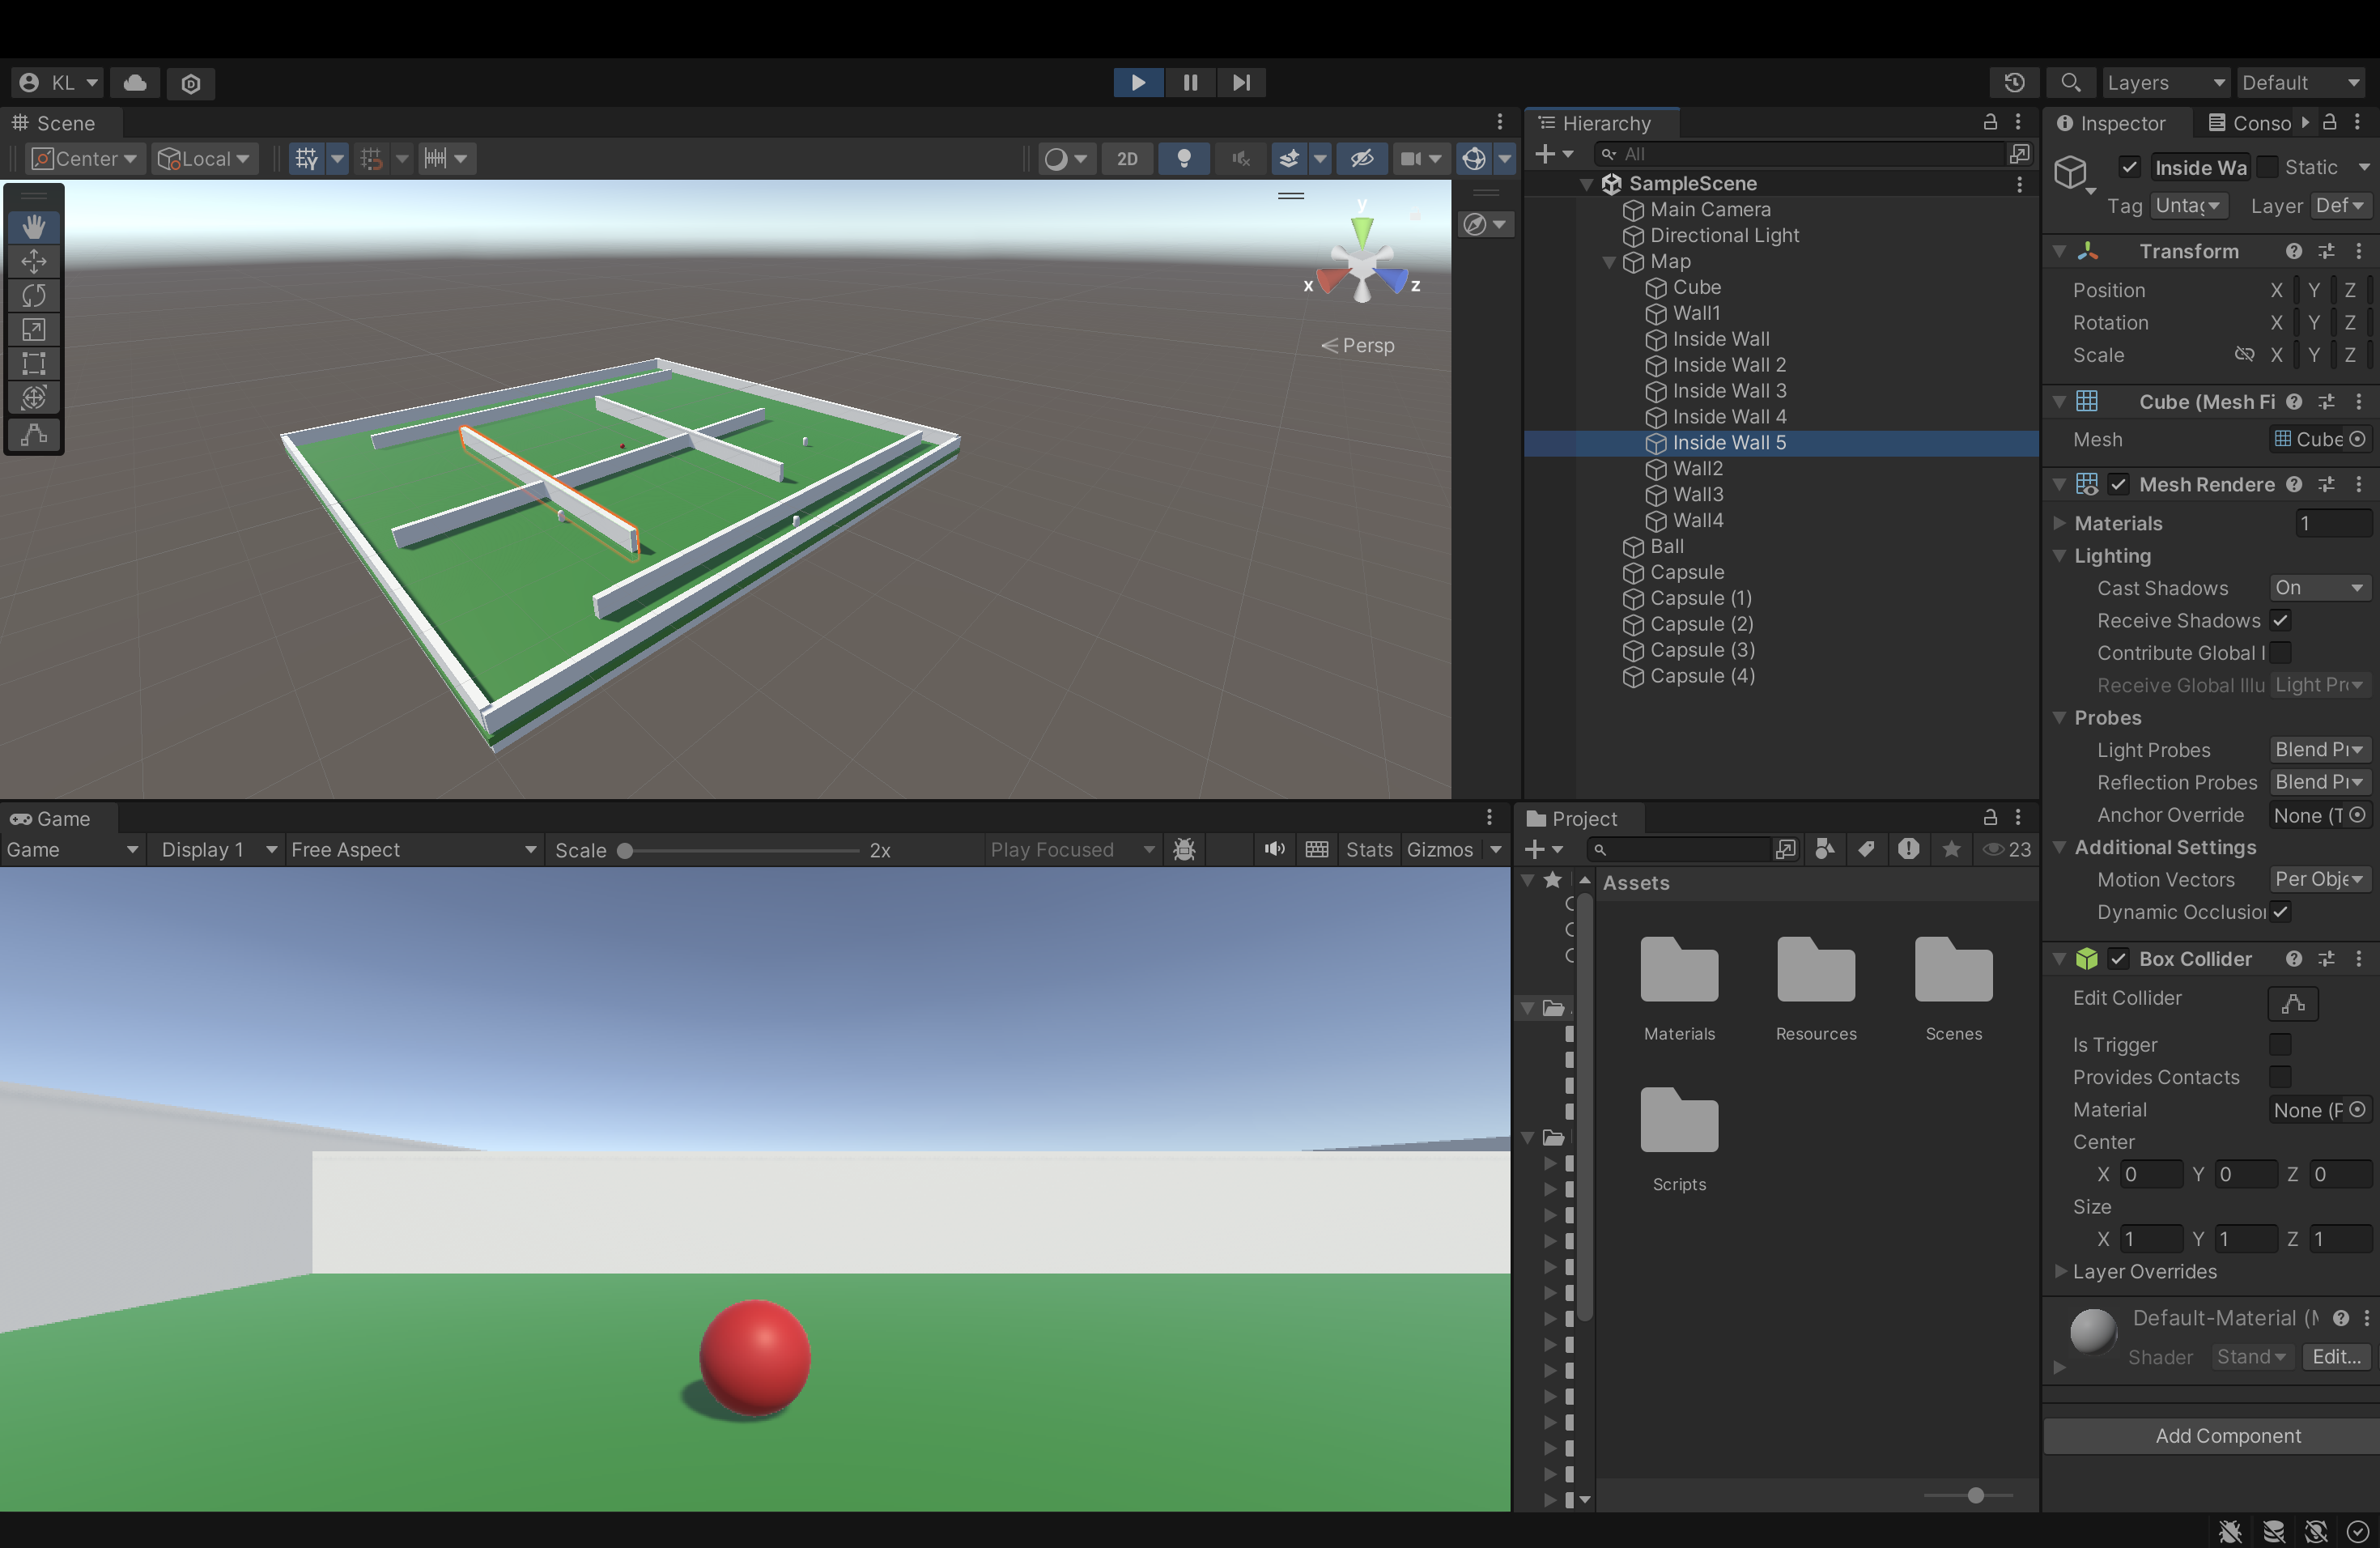 KL
Layers
Default
Scene
Center
Local
2D
y
x
z
Persp
Hierarchy
All
SampleScene
Main Camera
Directional Light
Map
Cube
Wall1
Inside Wall
Inside Wall 2
Inside Wall 3
Inside Wall 4
Inside Wall 5
Wall2
Wall3
Wall4
Ball
Capsule
Capsule (1)
Capsule (2)
Capsule (3)
Capsule (4)
Inspector
Conso
Inside Wa
Static
Tag
Untag
Layer
Def
Transform
Position X Y Z
Rotation X Y Z
Scale X Y Z
Cube (Mesh Fi
Mesh Cube
Mesh Rendere
Materials 1
Lighting
Cast Shadows On
Receive Shadows
Contribute Global I
Receive Global Illu Light Pr
Probes
Light Probes Blend Pr
Reflection Probes Blend Pr
Anchor Override None (T
Additional Settings
Motion Vectors Per Obje
Dynamic Occlusion
Box Collider
Edit Collider
Is Trigger
Provides Contacts
Material None (P
Center
X 0 Y 0 Z 0
Size
X 1 Y 1 Z 1
Layer Overrides
Default-Material (M
Shader Stand Edit...
Add Component
Game
Game
Display 1
Free Aspect
Scale
2x
Play Focused
Stats
Gizmos
Project
23
Assets
Materials
Resources
Scenes
Scripts